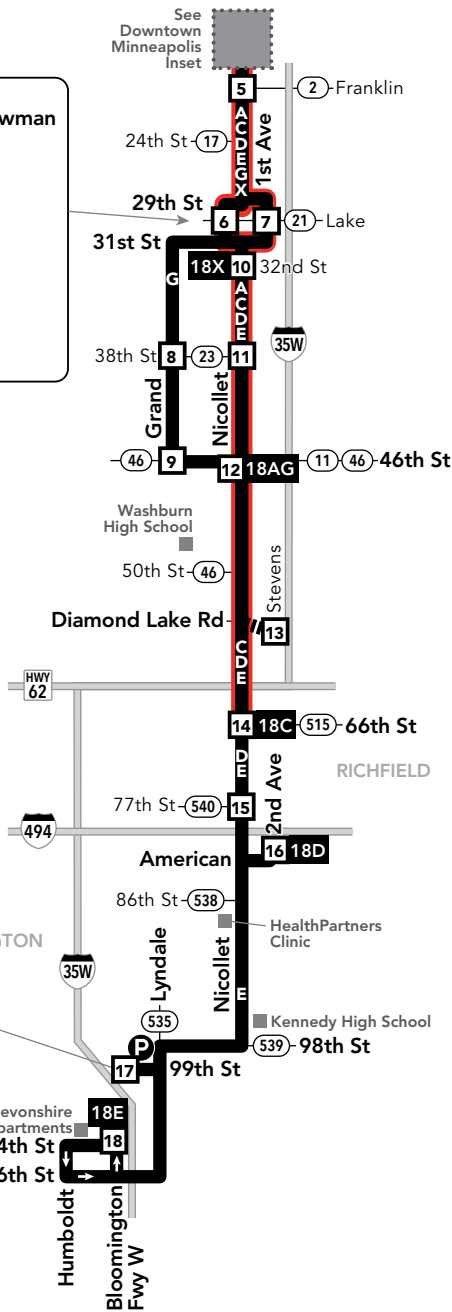 See
Downtown
Minneapolis
Inset
5
2 Franklin
ACDEGX
1st Ave
24th St 17
wman
29th St
6 7 21 Lake
31st St
18X 10 32nd St
G
ACDE
35W
38th St 8 23 11
Grand
Nicollet
46 9 12 18AG 11 46 46th St
Washburn
High School
50th St 46
Stevens
Diamond Lake Rd
13
CDE
HWY
62
14 18C 515 66th St
DE
RICHFIELD
2nd Ave
77th St 540 15
494
American 16 18D
86th St 538
HealthPartners
Clinic
GTON
Lyndale
Nicollet
35W
E
535
Kennedy High School
P
539 98th St
17 99th St
evonshire
partments
18E
4th St 18
6th St
Humboldt
Bloomington
Fwy W